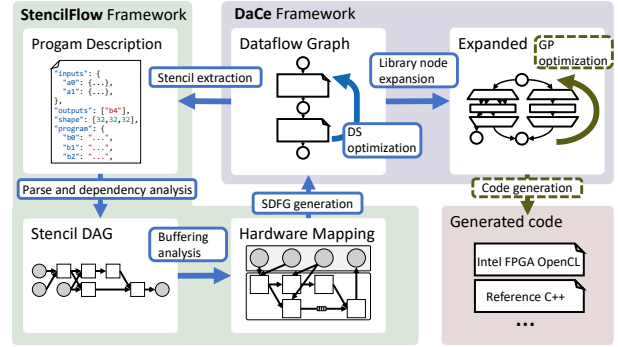 StencilFlow Framework
DaCe Framework
Progam Description
"inputs": {
"a0": {...},
"a1": {...}
},
"outputs": ["b4"],
"shape": [32,32,32],
"program": {
"b0": "...",
"b1": "...",
"b2": "...",
Stencil extraction
Dataflow Graph
DS
optimization
Library node
expansion
Expanded
GP
optimization
Parse and dependency analysis
SDFG generation
Code generation
Stencil DAG
Buffering
analysis
Hardware Mapping
Generated code
Intel FPGA OpenCL
Reference C++
...